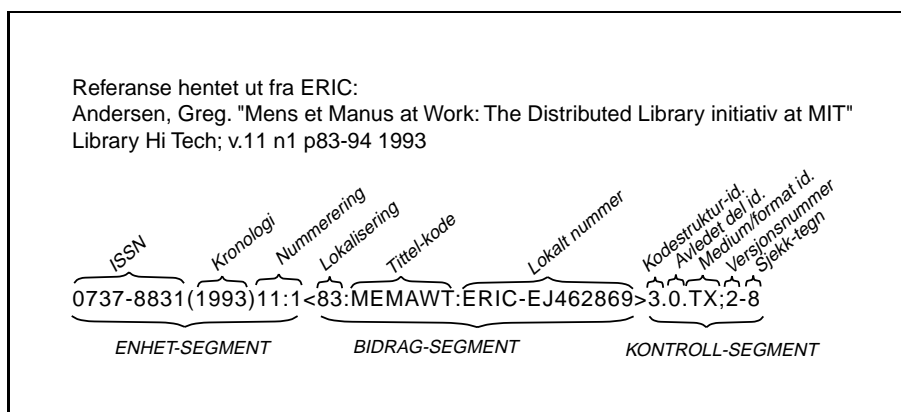 Referanse hentet ut fra ERIC:
Andersen, Greg. "Mens et Manus at Work: The Distributed Library initiativ at MIT"
Library Hi Tech; v.11 n1 p83-94 1993
ISSN
Kronologi
Nummerering
Lokalisering
Tittel-kode
Lokalt nummer
Kodestruktur-id.
Avledet del id.
Medium/format id.
Versjonsnummer
Sjekk-tegn
0737-8831(1993)11:1<83:MEMAWT:ERIC-EJ462869>3.0.TX;2-8
ENHET-SEGMENT BIDRAG-SEGMENT KONTROLL-SEGMENT